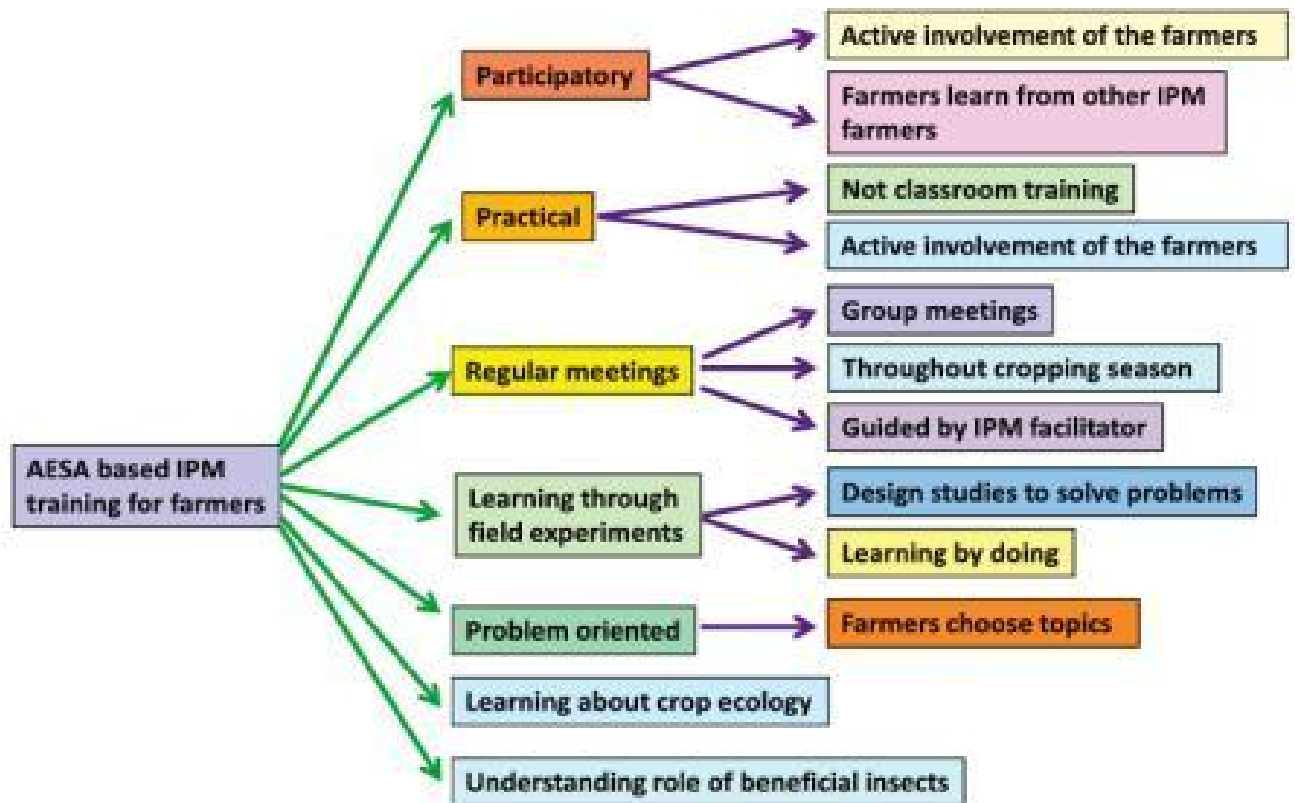 Active involvement of the farmers
Participatory
Farmers learn from other IPM
farmers
Not classroom training
Practical
Active involvement of the farmers
Group meetings
Regular meetings
Throughout cropping season
Guided by IPM facilitator
AESA based IPM
training for farmers
Learning through
field experiments
Design studies to solve problems
Learning by doing
Problem oriented
Farmers choose topics
Learning about crop ecology
Understanding role of beneficial insects